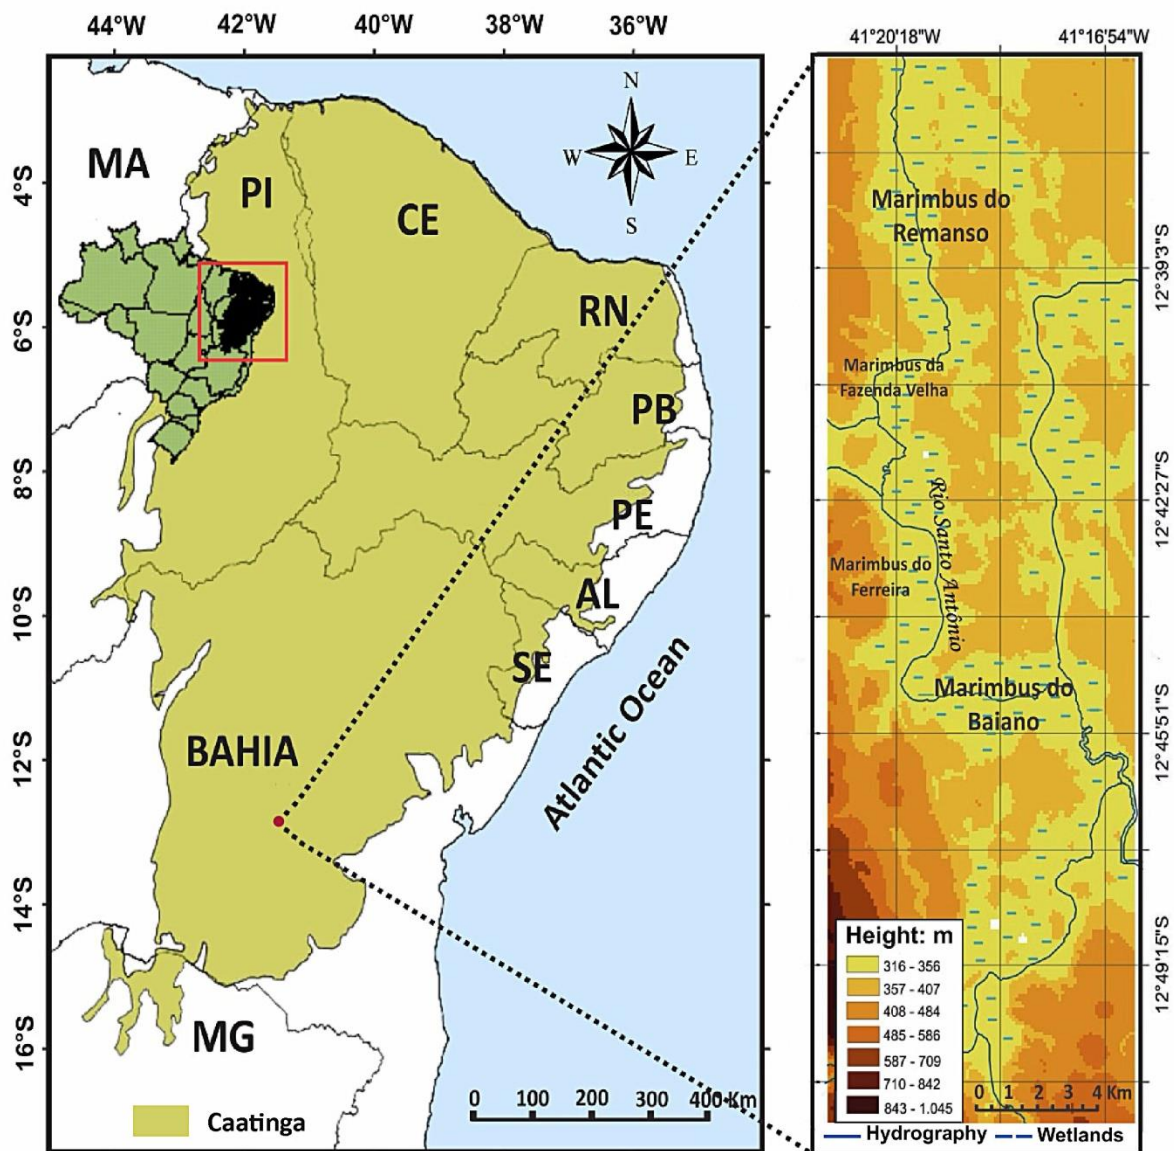 44°W 42°W 40°W 38°W 36°W
4°S
6°S
8°S
10°S
12°S
14°S
16°S
N
W E
S
MA
PI
CE
RN
PB
PE
AL
SE
BAHIA
MG
Atlantic Ocean
0 100 200 300 400 Km
Caatinga
41°20'18"W 41°16'54"W
12°39'3"S
12°42'27"S
12°45'51"S
12°49'15"S
Marimbus do
Remanso
Marimbus da
Fazenda Velha
Rio Santo Antônio
Marimbus do
Ferreira
Marimbus do
Baiano
Height: m
316 - 356
357 - 407
408 - 484
485 - 586
587 - 709
710 - 842
843 - 1.045
0 1 2 3 4 Km
Hydrography Wetlands